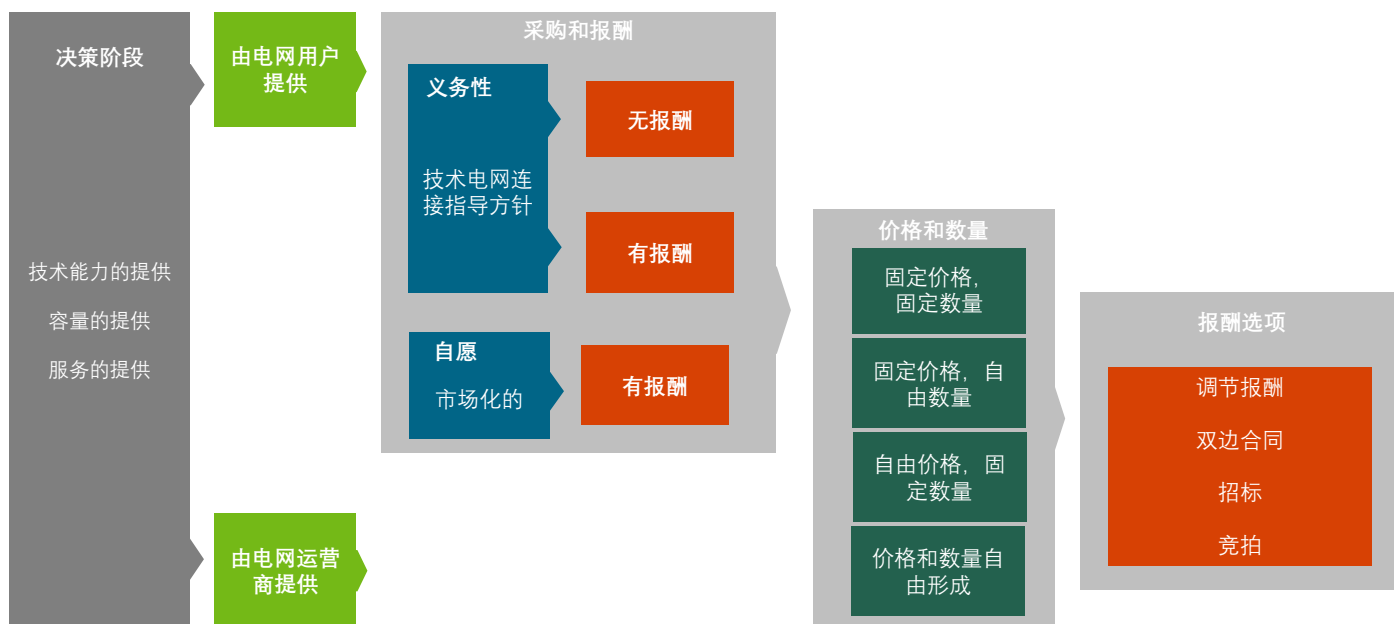 决策阶段
技术能力的提供
容量的提供
服务的提供
由电网用户
提供
由电网运营
商提供
采购和报酬
义务性
技术电网连
接指导方针
无报酬
有报酬
自愿
市场化的
有报酬
价格和数量
固定价格，
固定数量
固定价格，自
由数量
自由价格，固
定数量
价格和数量自
由形成
报酬选项
调节报酬
双边合同
招标
竞拍